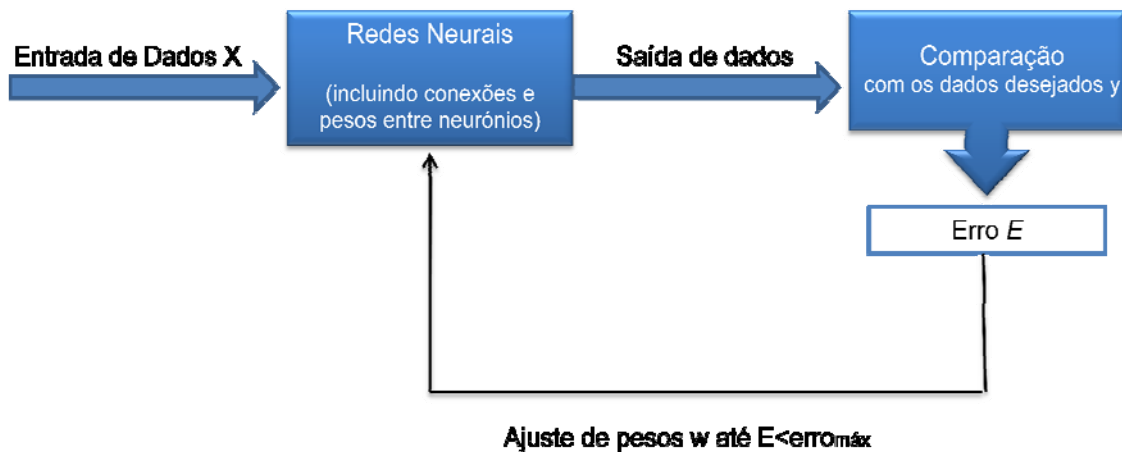 Entrada de Dados X
Redes Neurais
(incluindo conexões e
pesos entre neurónios)
Saída de dados
Comparação
com os dados desejados y
Erro E
Ajuste de pesos w até E<erromáx